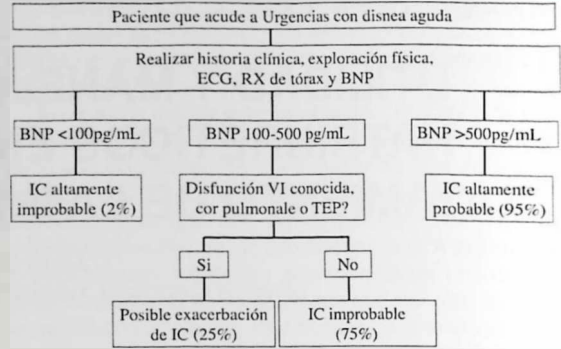 Paciente que acude a Urgencias con disnea aguda
Realizar historia clínica, exploración física,
ECG, RX de tórax y BNP
BNP <100pg/mL
BNP 100-500 pg/mL
BNP >500pg/mL
IC altamente
improbable (2%)
Disfunción VI conocida,
cor pulmonale o TEP?
IC altamente
probable (95%)
Si
No
Posible exacerbación
de IC (25%)
IC improbable
(75%)